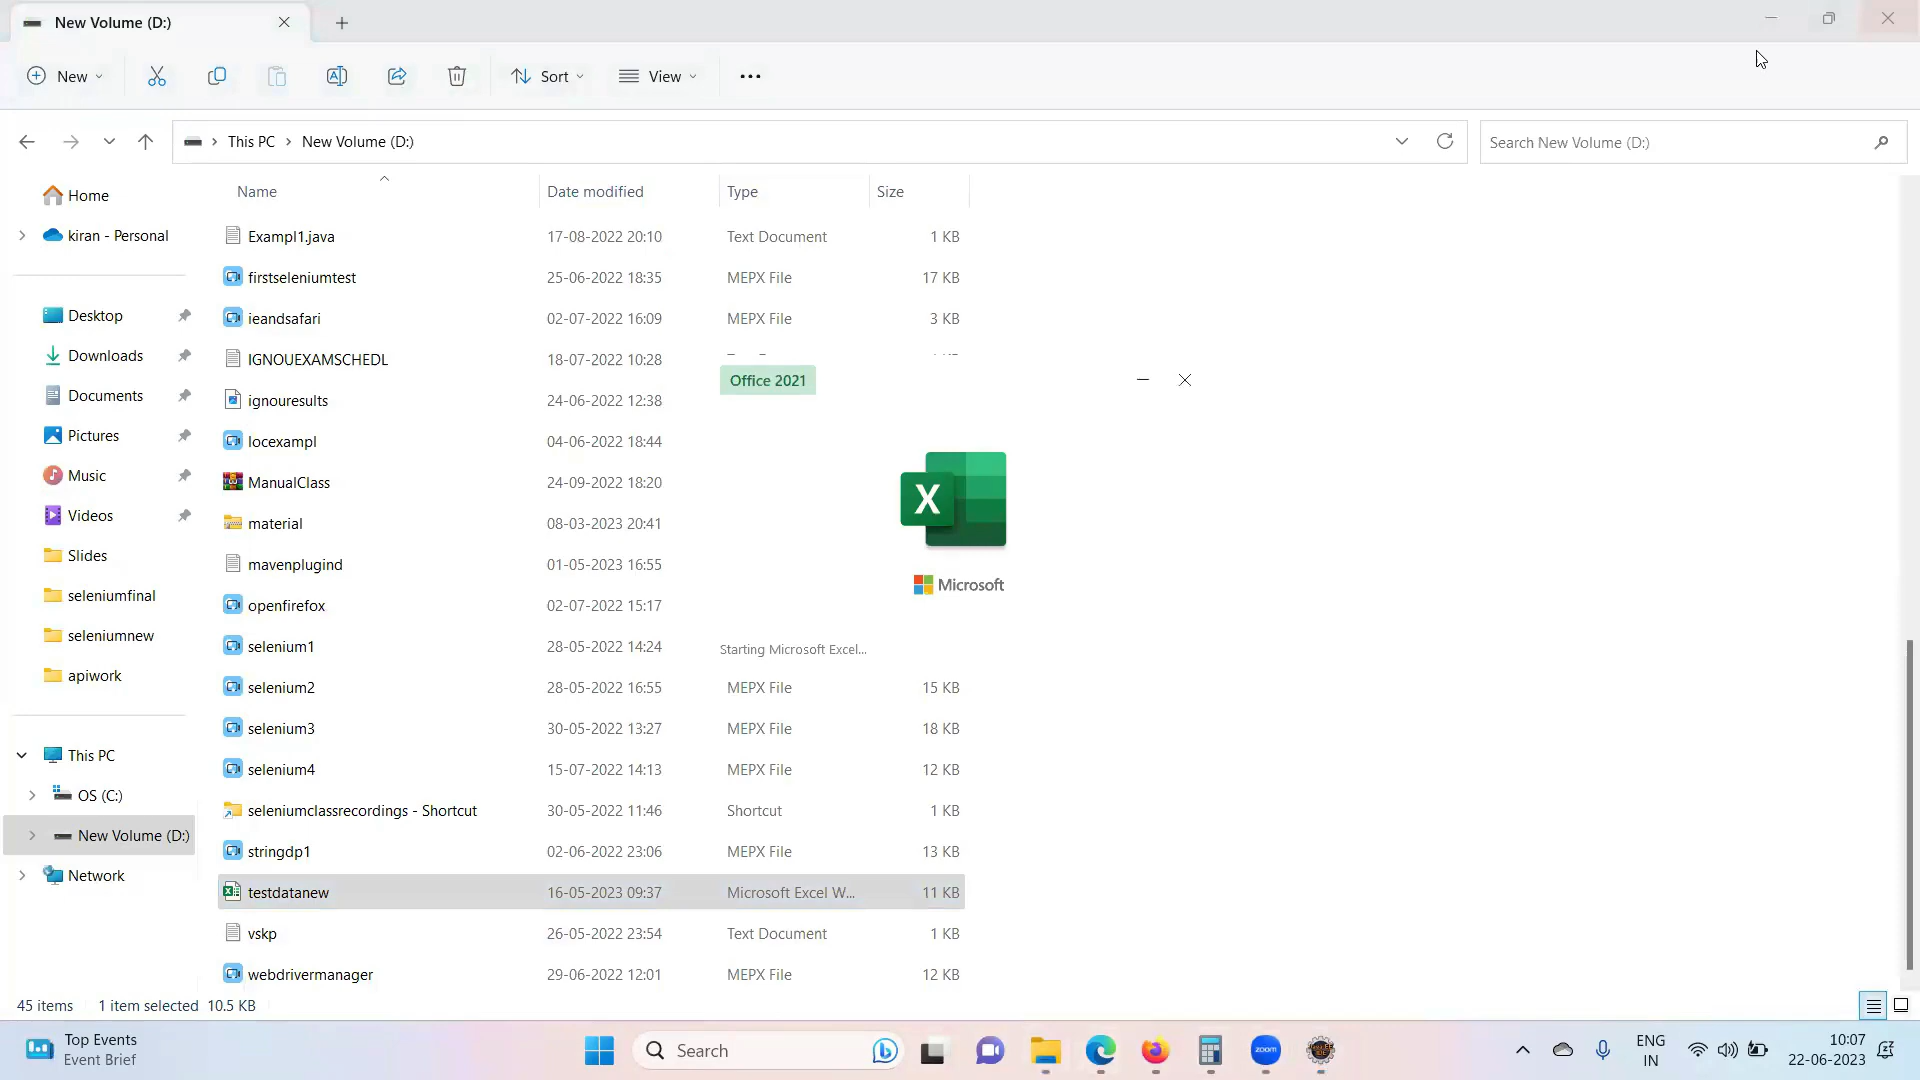 New Volume (D:)
New
Sort
View
This PC
New Volume (D:)
Search New Volume (D:)
Name
Date modified
Type
Size
Home
kiran - Personal
Desktop
Downloads
Documents
Pictures
Music
Videos
Slides
seleniumfinal
seleniumnew
apiwork
This PC
OS (C:)
New Volume (D:)
Network
Exampl1.java 17-08-2022 20:10 Text Document 1 KB
firstseleniumtest 25-06-2022 18:35 MEPX File 17 KB
ieandsafari 02-07-2022 16:09 MEPX File 3 KB
IGNOUEXAMSCHEDL 18-07-2022 10:28
ignouresults 24-06-2022 12:38
locexampl 04-06-2022 18:44
ManualClass 24-09-2022 18:20
material 08-03-2023 20:41
mavenplugind 01-05-2023 16:55
openfirefox 02-07-2022 15:17
selenium1 28-05-2022 14:24
selenium2 28-05-2022 16:55 MEPX File 15 KB
selenium3 30-05-2022 13:27 MEPX File 18 KB
selenium4 15-07-2022 14:13 MEPX File 12 KB
seleniumclassrecordings - Shortcut 30-05-2022 11:46 Shortcut 1 KB
stringdp1 02-06-2022 23:06 MEPX File 13 KB
testdatanew 16-05-2023 09:37 Microsoft Excel W... 11 KB
vskp 26-05-2022 23:54 Text Document 1 KB
webdrivermanager 29-06-2022 12:01 MEPX File 12 KB
Office 2021
X
Microsoft
Starting Microsoft Excel...
45 items 1 item selected 10.5 KB
Top Events
Event Brief
Search
zoom
ENG
IN
10:07
22-06-2023